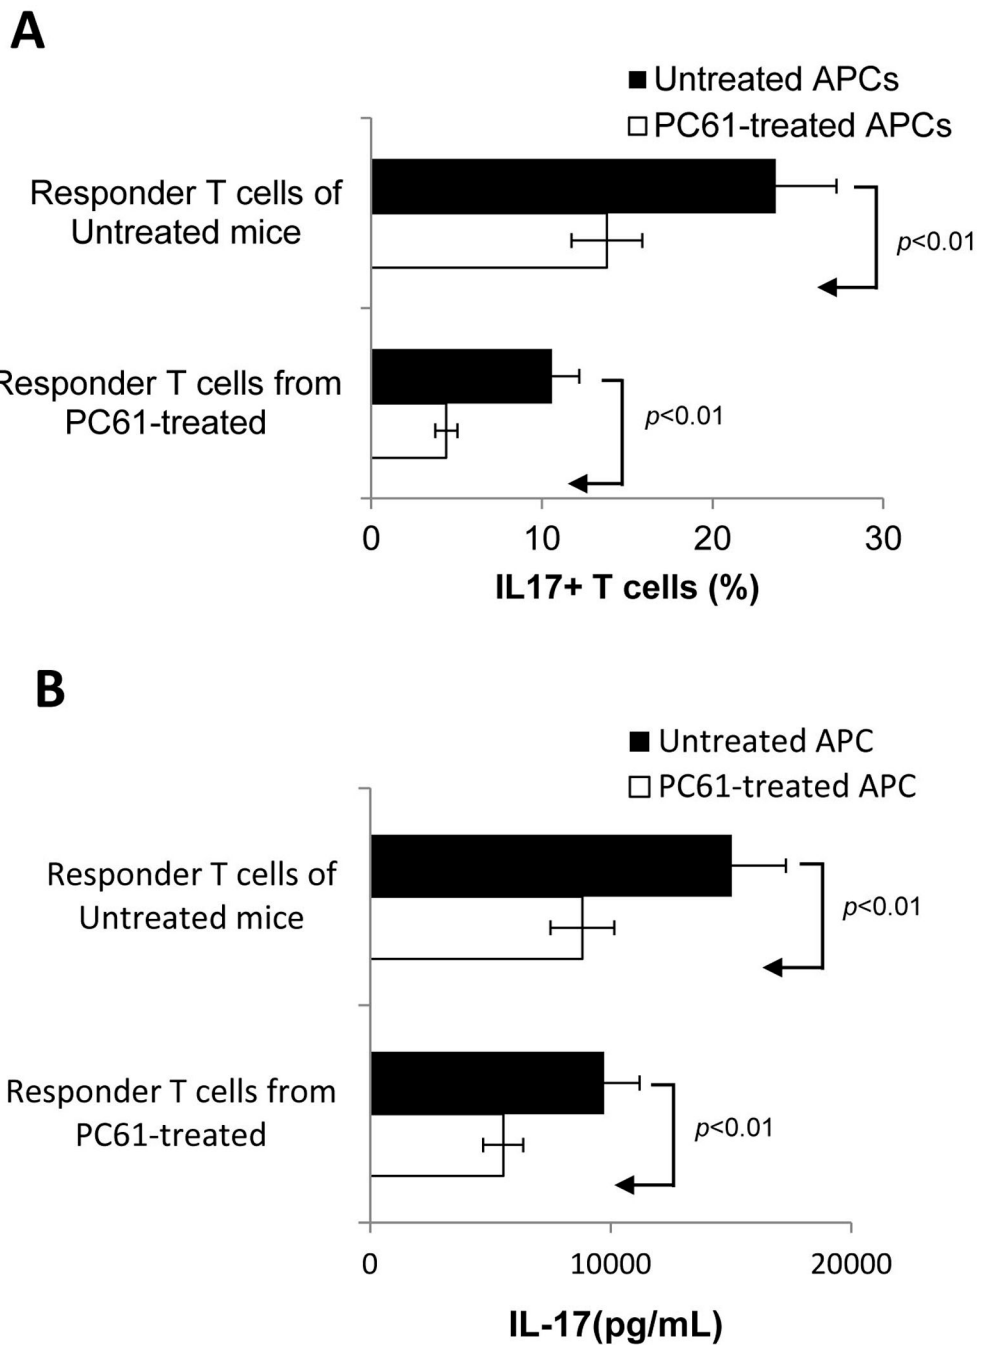 A
Untreated APCs
PC61-treated APCs
Responder T cells of
Untreated mice
p<0.01
Responder T cells from
PC61-treated
p<0.01
0 10 20 30
IL17+ T cells (%)
B
Untreated APC
PC61-treated APC
Responder T cells of
Untreated mice
p<0.01
Responder T cells from
PC61-treated
p<0.01
0 10000 20000
IL-17(pg/mL)